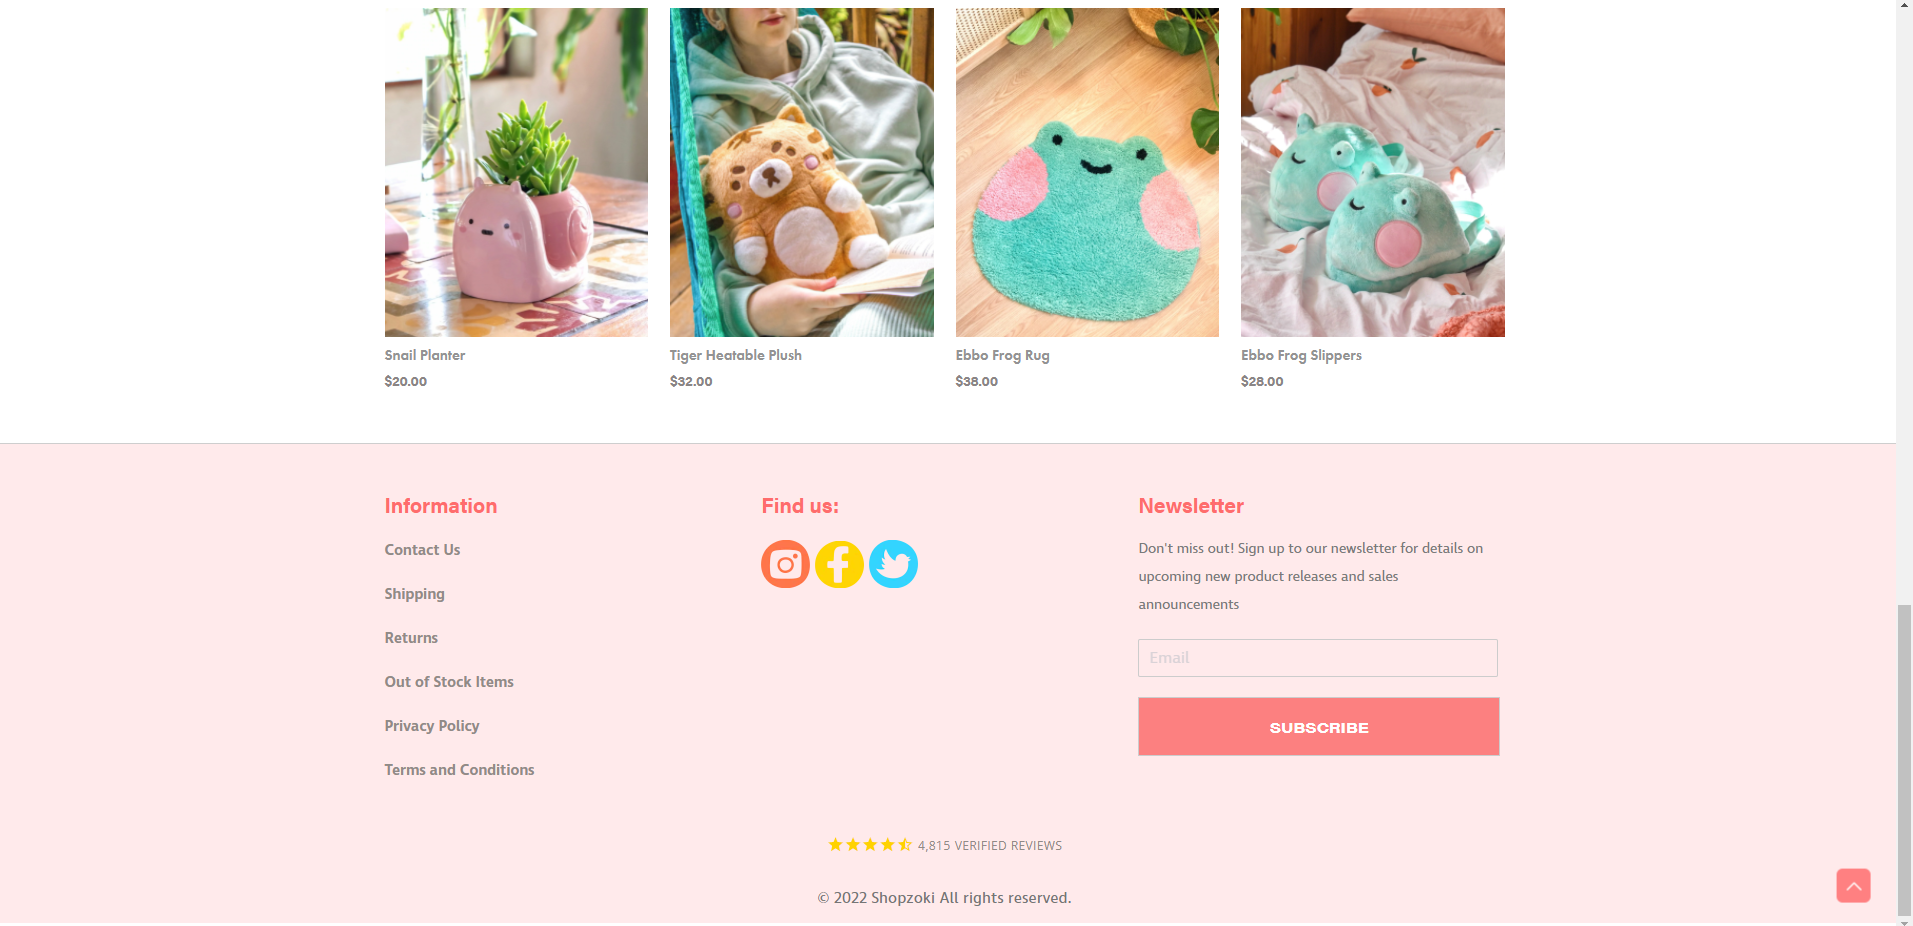 Snail Planter
$20.00
Tiger Heatable Plush
$32.00
Ebbo Frog Rug
$38.00
Ebbo Frog Slippers
$28.00
Information
Contact Us
Shipping
Returns
Out of Stock Items
Privacy Policy
Terms and Conditions
Find us:
Newsletter
Don't miss out! Sign up to our newsletter for details on
upcoming new product releases and sales
announcements
Email
SUBSCRIBE
4,815 VERIFIED REVIEWS
© 2022 Shopzoki All rights reserved.